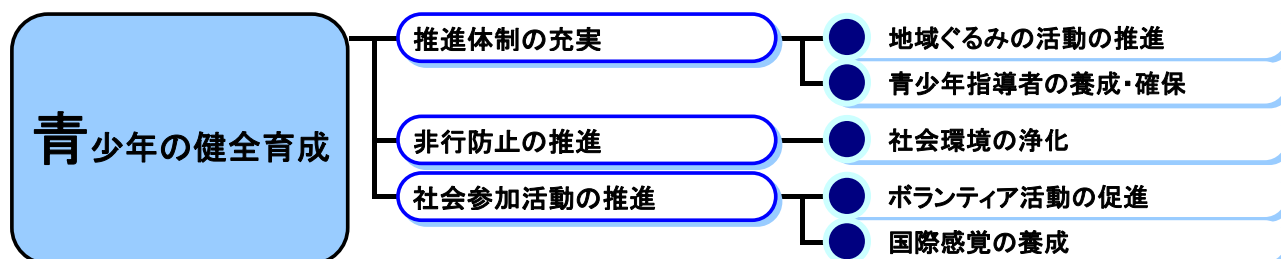 青少年の健全育成
推進体制の充実
地域ぐるみの活動の推進
青少年指導者の養成・確保
非行防止の推進
社会環境の浄化
社会参加活動の推進
ボランティア活動の促進
国際感覚の養成